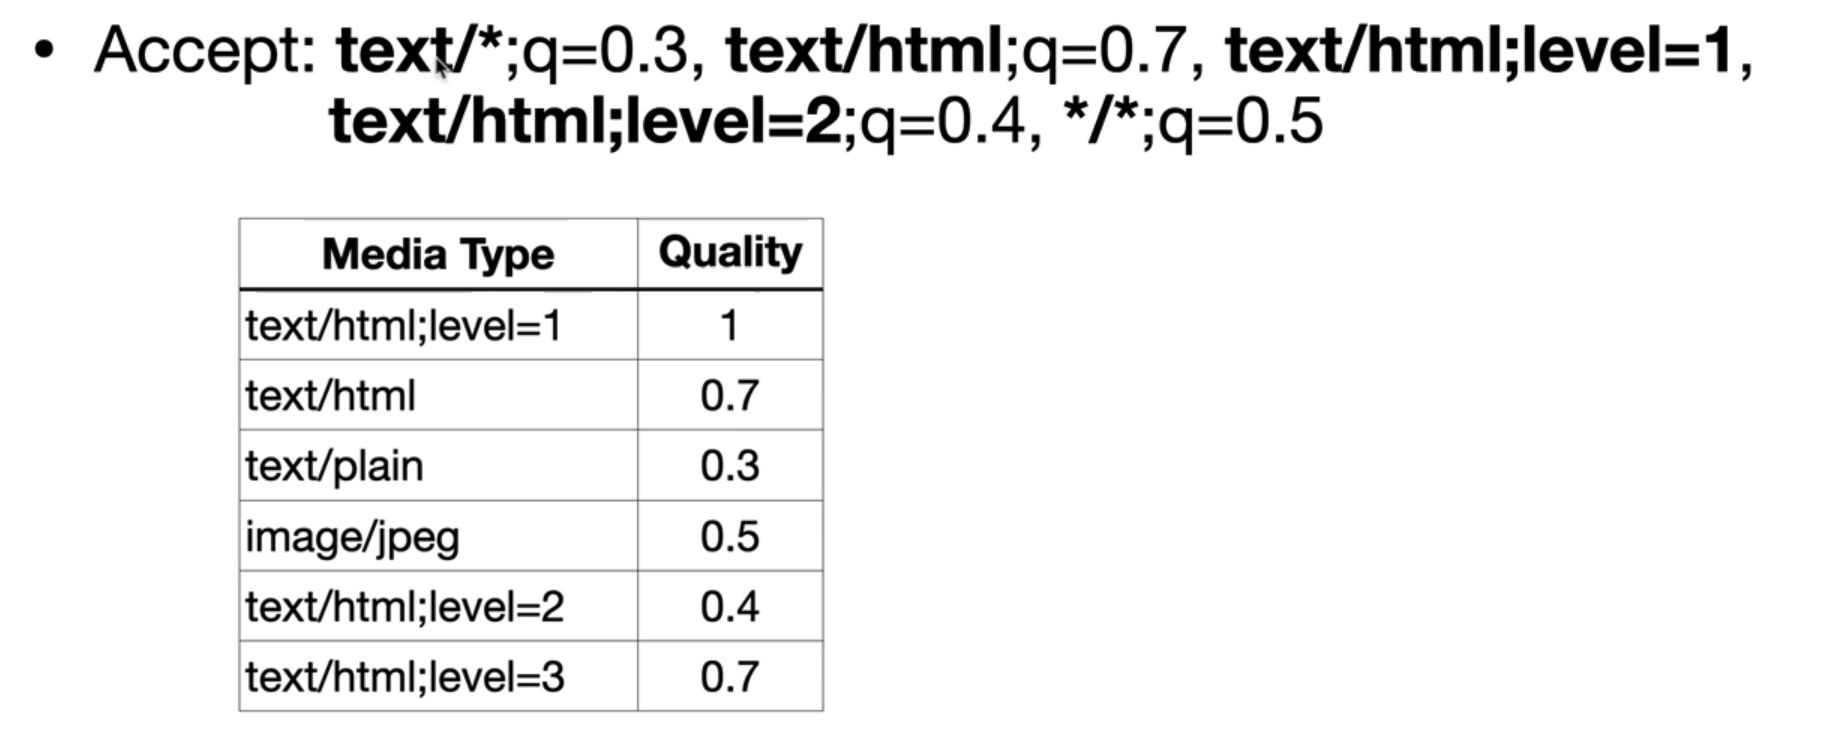 • Accept: text/*;q=0.3, text/html;q=0.7, text/html;level=1,
text/html;level=2;q=0.4, */*;q=0.5
Media Type Quality
text/html;level=1 1
text/html 0.7
text/plain 0.3
image/jpeg 0.5
text/html;level=2 0.4
text/html;level=3 0.7